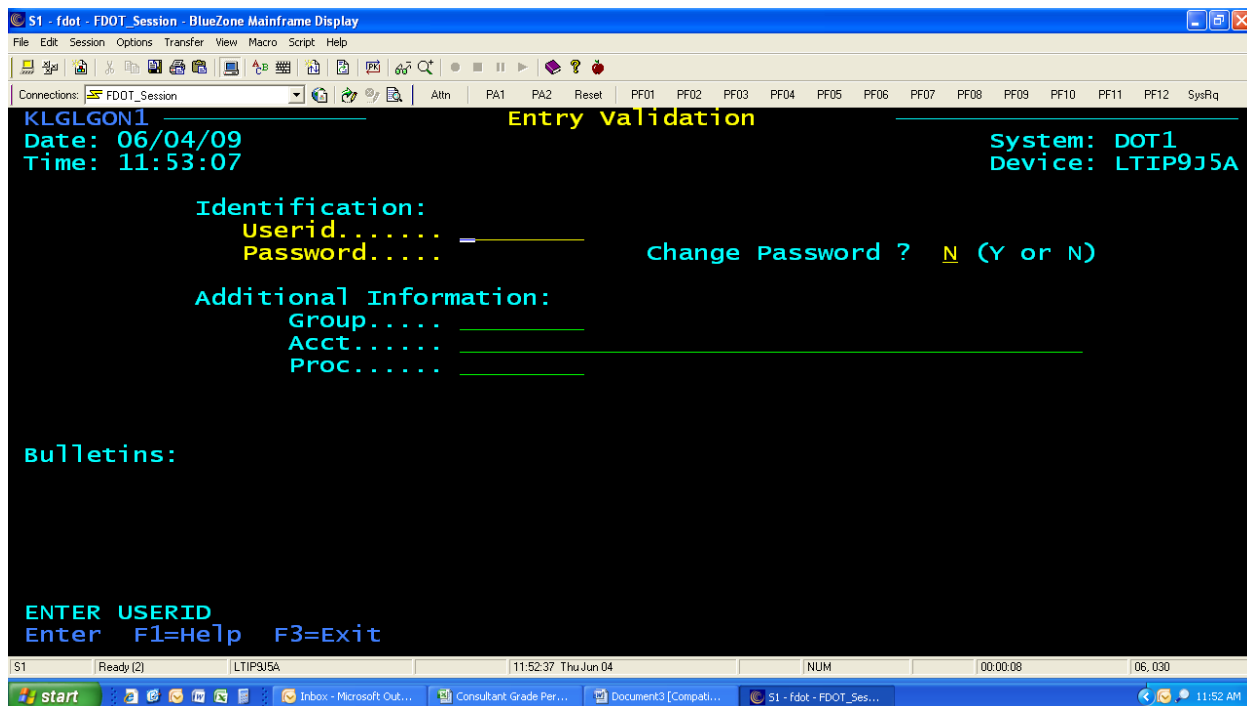 S1 - fdot - FDOT_Session - BlueZone Mainframe Display
File Edit Session Options Transfer View Macro Script Help
Connections: FDOT_Session Attn PA1 PA2 Reset PF01 PF02 PF03 PF04 PF05 PF06 PF07 PF08 PF09 PF10 PF11 PF12 SysRq
KLGLGON1 Entry Validation
Date: 06/04/09 System: DOT1
Time: 11:53:07 Device: LTIP9J5A
Identification:
Userid.......
Password..... Change Password ? N (Y or N)
Additional Information:
Group.....
Acct......
Proc......
Bulletins:
ENTER USERID
Enter F1=Help F3=Exit
S1 Ready (2) LTIP9J5A 11:52:37 Thu Jun 04 NUM 00:00:08 06, 030
start Inbox - Microsoft Out... Consultant Grade Per... Document3 [Compati... S1 - fdot - FDOT_Ses... 11:52 AM